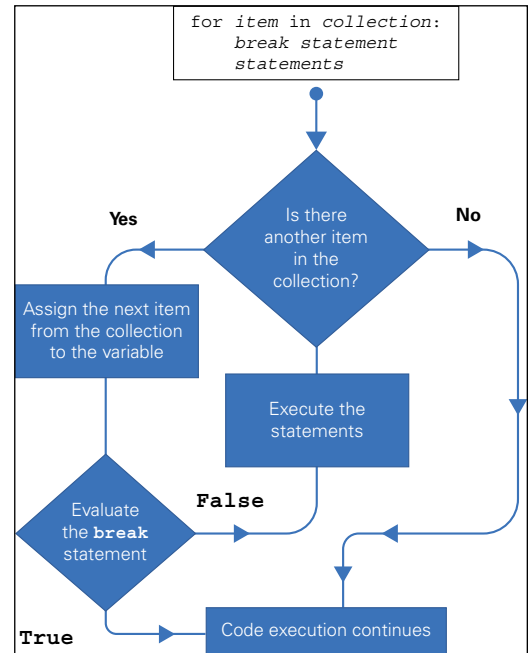 for item in collection:
break statement
statements
Is there
another item
in the
collection?
Yes
No
Assign the next item
from the collection
to the variable
Execute the
statements
Evaluate
the break
statement
False
True
Code execution continues